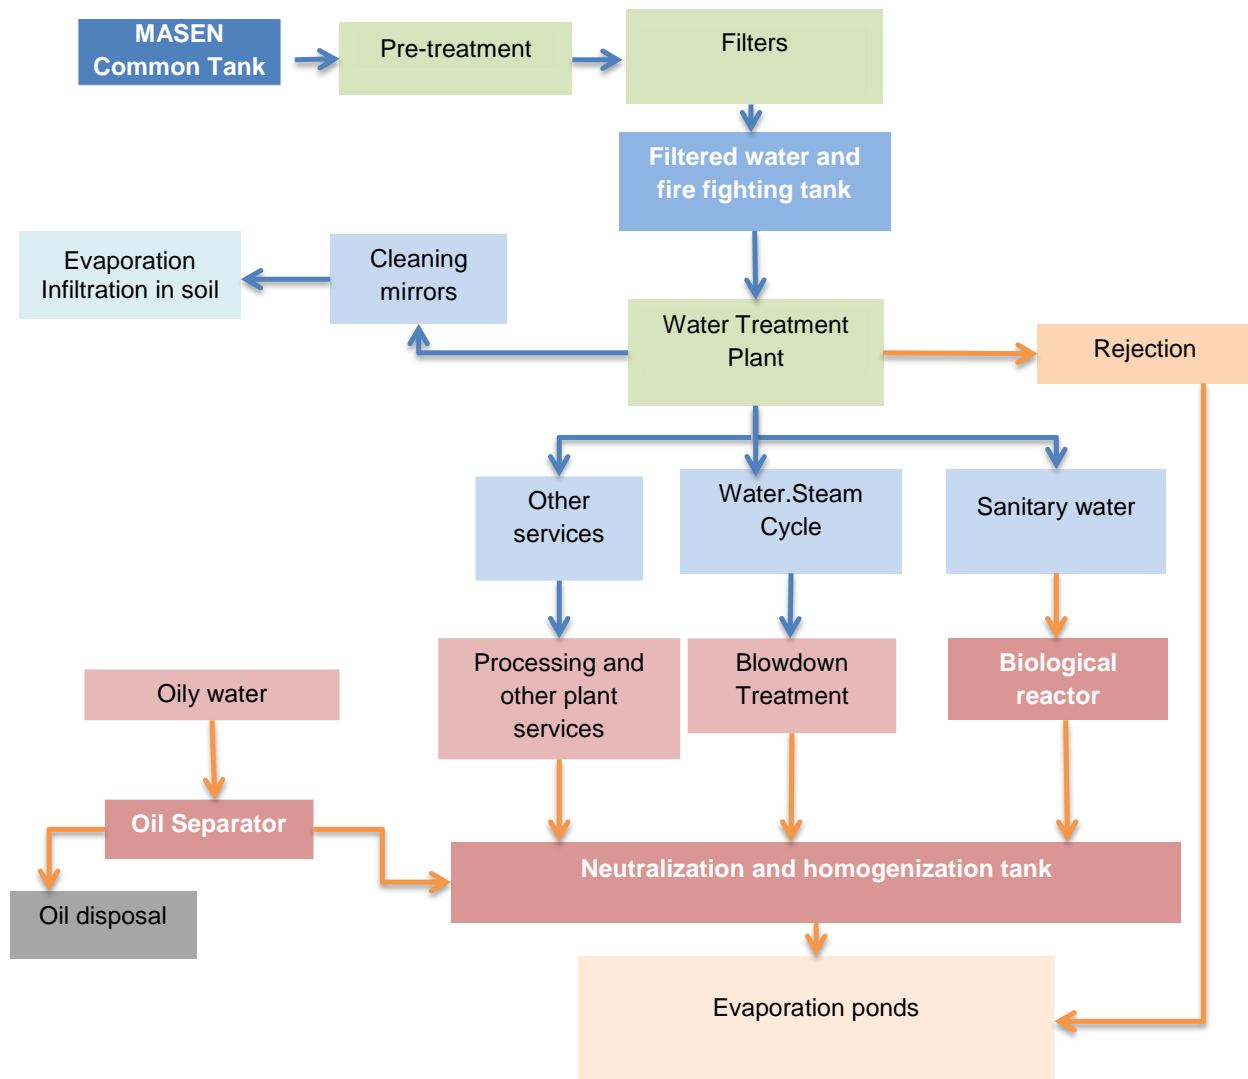 MASEN
Common Tank
Pre-treatment
Filters
Filtered water and
fire fighting tank
Evaporation
Infiltration in soil
Cleaning
mirrors
Water Treatment
Plant
Rejection
Other
services
Water.Steam
Cycle
Sanitary water
Processing and
other plant
services
Blowdown
Treatment
Biological
reactor
Oily water
Oil Separator
Neutralization and homogenization tank
Oil disposal
Evaporation ponds